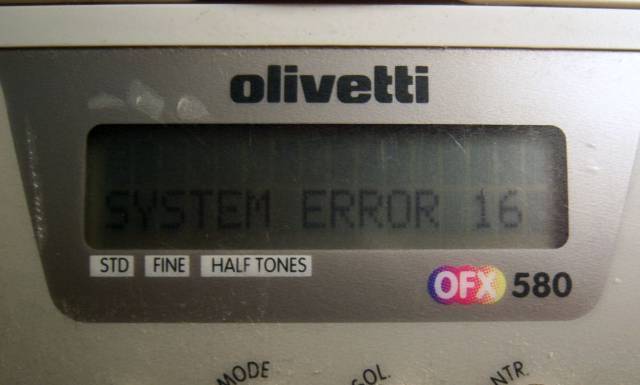 olivetti
SYSTEM ERROR 16
STD FINE HALF TONES
OFX 580
MODE